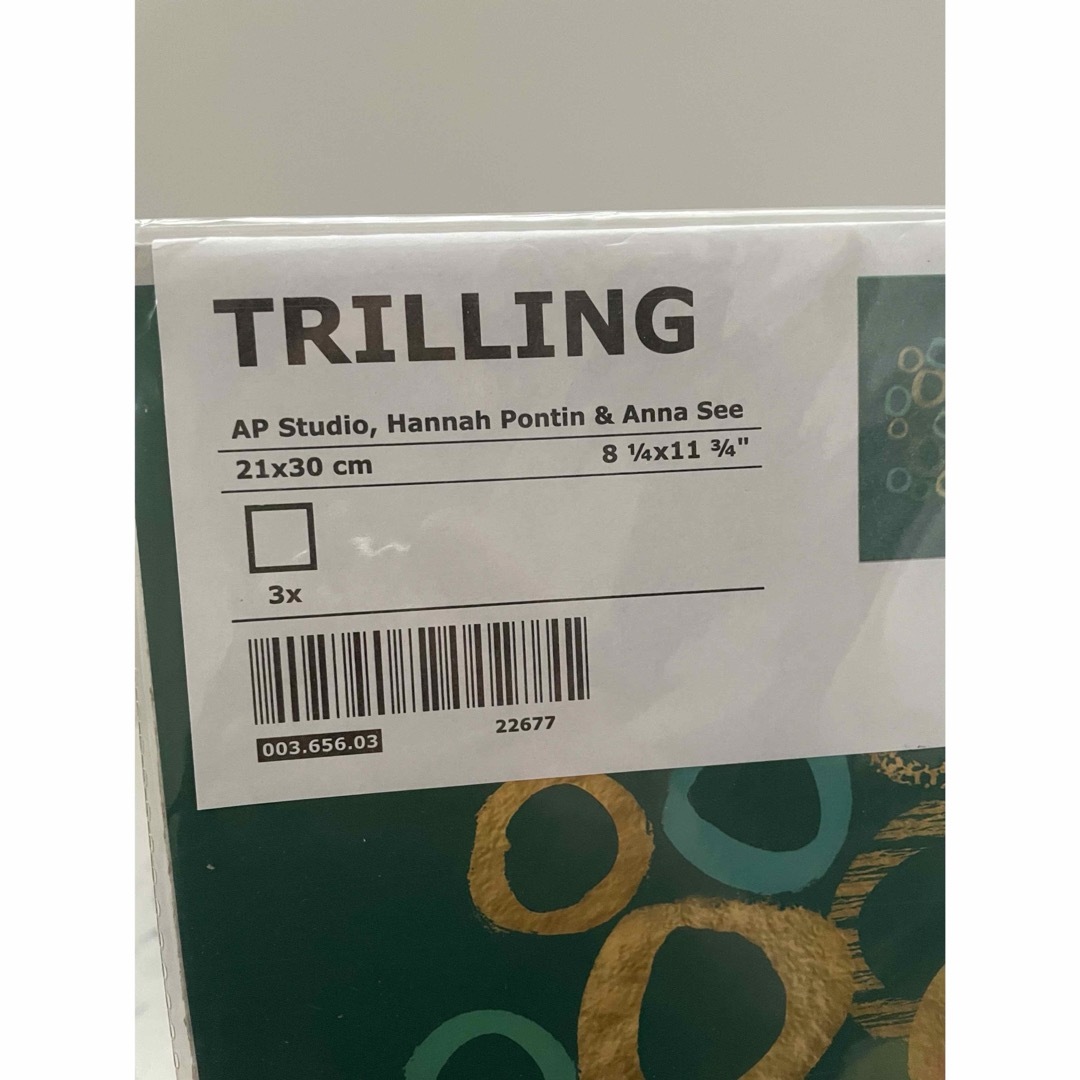 TRILLING
AP Studio, Hannah Pontin & Anna See
21x30 cm 8 ¼x11 ¾"
3x
22677
003.656.03